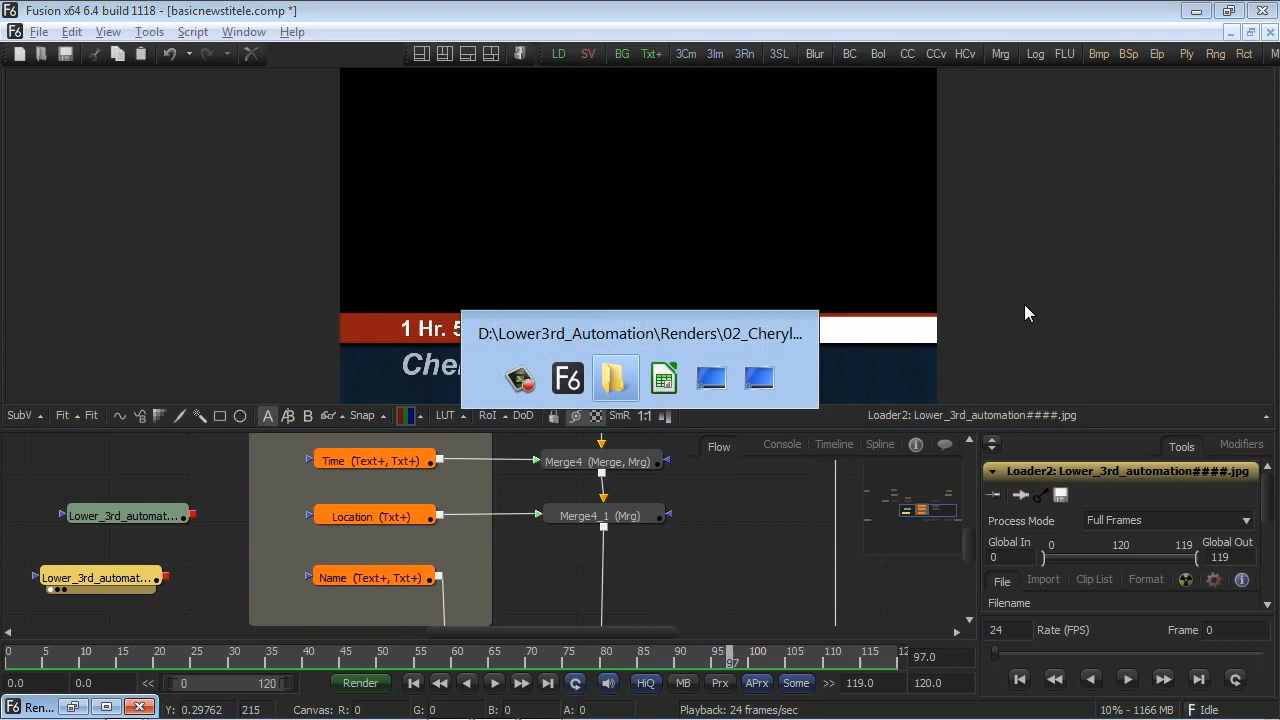 Fusion x64 6.4 build 1118 - [basicnewstitele.comp *]
File Edit View Tools Script Window Help
LD SV BG Txt+ 3Cm 3Im 3Rn 3SL Blur BC Bol CC CCv HCv Mrg Log FLU Bmp BSp Elp Ply Rng Rct M
D:\Lower3rd_Automation\Renders\02_Cheryl...
1 Hr. 5
Che
F6
SubV Fit Fit A B Snap LUT RoI DoD SmR 1:1
Loader2: Lower_3rd_automation####.jpg
Flow Console Timeline Spline Tools Modifiers
Time (Text+, Txt+)
Merge4 (Merge, Mrg)
Loader2: Lower_3rd_automation####.jpg
Lower_3rd_automat...
Location (Txt+)
Merge4_1 (Mrg)
Process Mode Full Frames
Global In 0 120 119 Global Out
0 119
Lower_3rd_automat...
Name (Text+, Txt+)
File Import Clip List Format
Filename
24 Rate (FPS) Frame 0
0 5 10 15 20 25 30 35 40 45 50 55 60 65 70 75 80 85 90 95 100 105 110 115 12
97
97.0
0.0 0.0 << 0 120 Render HiQ MB Prx APrx Some >> 119.0 120.0
F6 Ren...
Y: 0.29762 215 Canvas: R: 0 G: 0 B: 0 A: 0 Playback: 24 frames/sec 10% - 1166 MB Idle